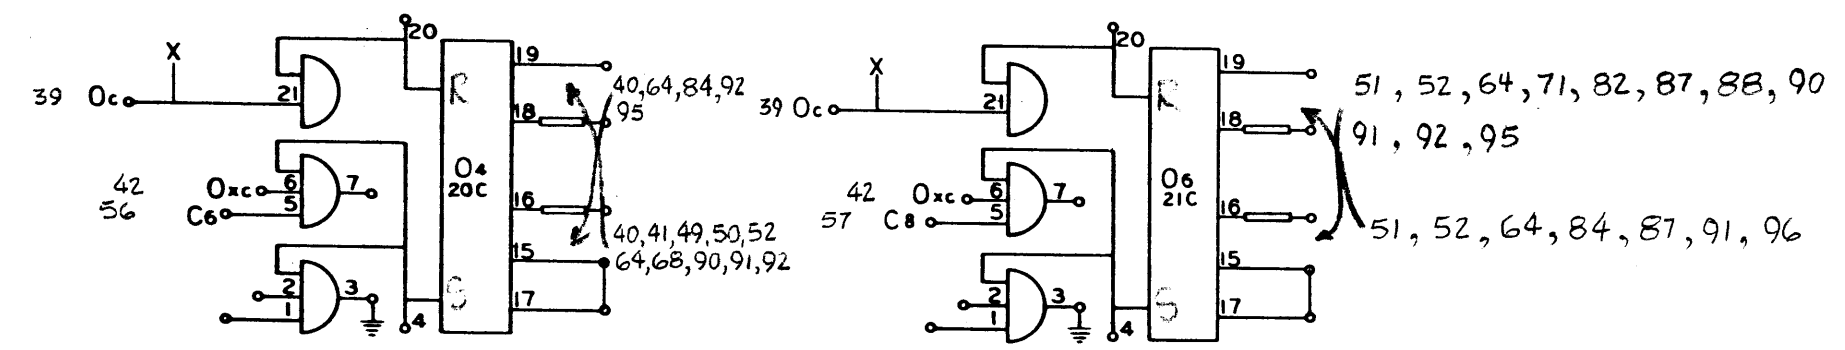 20
X
19
R
40,64,84,92
39 Oc
21
18
95
O4
20C
42
Oxc 6 7
56
C6 5
16
40,41,49,50,52
15
64,68,90,91,92
2 3
S
17
1
4
20
X
19
R
51, 52, 64, 71, 82, 87, 88, 90
39 Oc
21
18
91, 92, 95
O6
21C
42
Oxc 6 7
57
C8 5
16
51, 52, 64, 84, 87, 91, 96
15
2 3
S
17
1
4